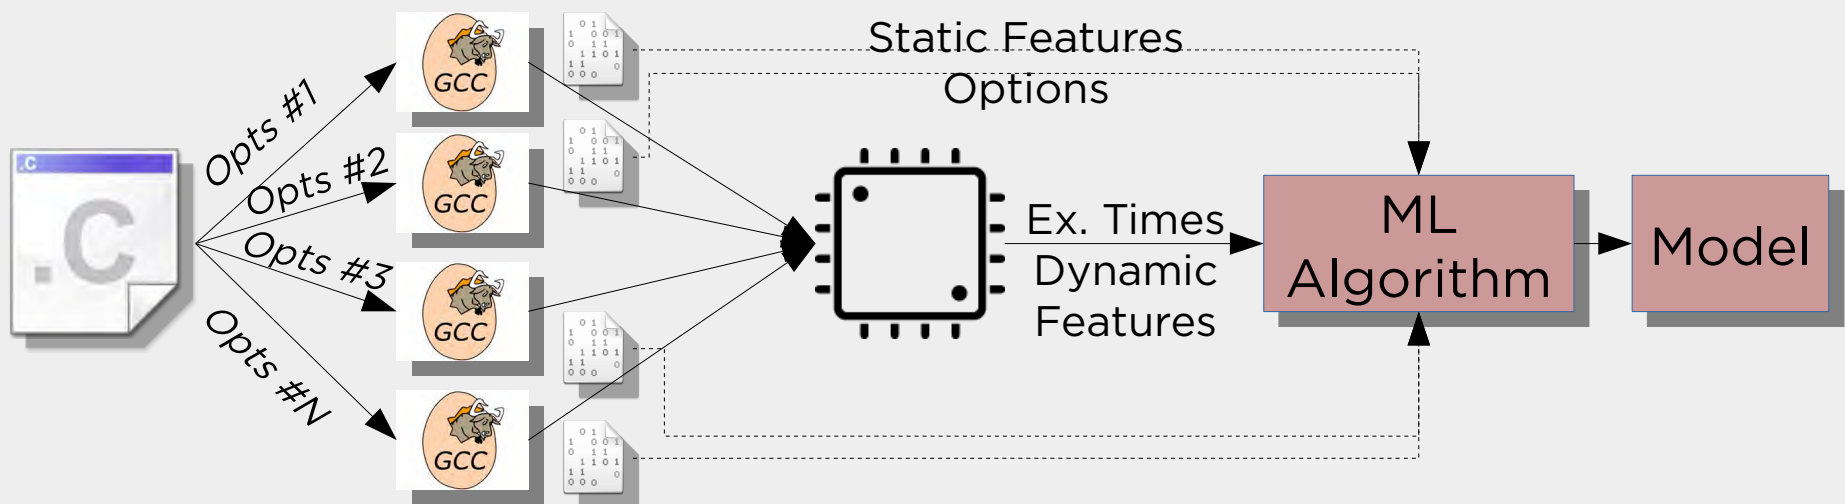 Static Features
Options
Opts #1
Opts #2
Opts #3
Opts #N
.C
.C
GCC
GCC
GCC
GCC
Ex. Times
Dynamic
Features
ML
Algorithm
Model